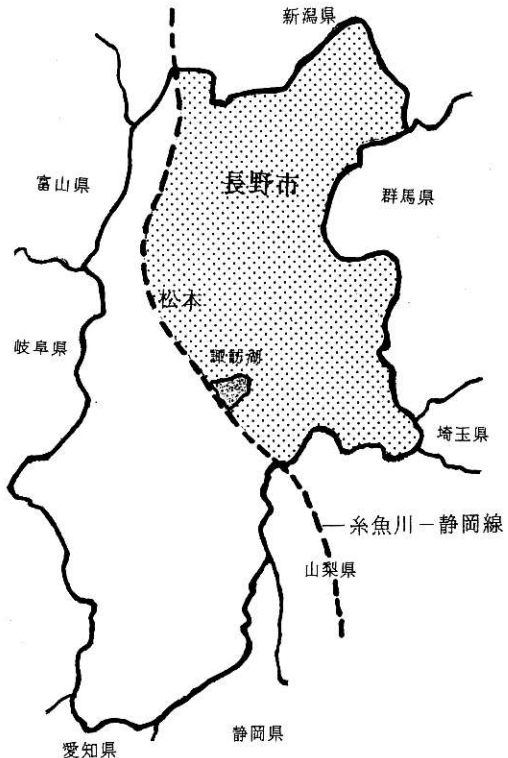 新潟県
富山県
長野市
群馬県
松本
岐阜県
諏訪湖
埼玉県
糸魚川－静岡線
山梨県
静岡県
愛知県